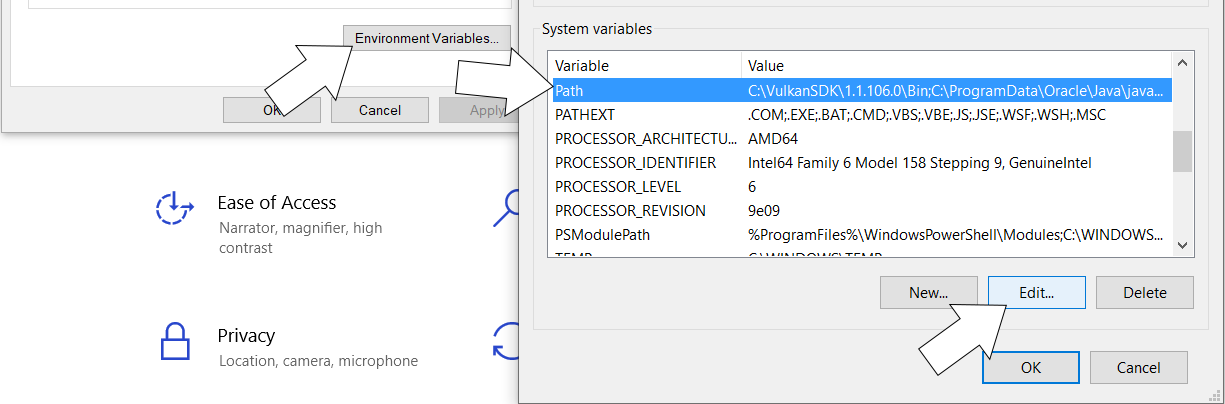 Environment Variables...
OK
Cancel
Apply
Ease of Access
Narrator, magnifier, high
contrast
Privacy
Location, camera, microphone
System variables
Variable Value
Path C:\VulkanSDK\1.1.106.0\Bin;C:\ProgramData\Oracle\Java\java...
PATHEXT .COM;.EXE;.BAT;.CMD;.VBS;.VBE;.JS;.JSE;.WSF;.WSH;.MSC
PROCESSOR_ARCHITECTU... AMD64
PROCESSOR_IDENTIFIER Intel64 Family 6 Model 158 Stepping 9, GenuineIntel
PROCESSOR_LEVEL 6
PROCESSOR_REVISION 9e09
PSModulePath %ProgramFiles%\WindowsPowerShell\Modules;C:\WINDOWS...
New... Edit... Delete
OK Cancel